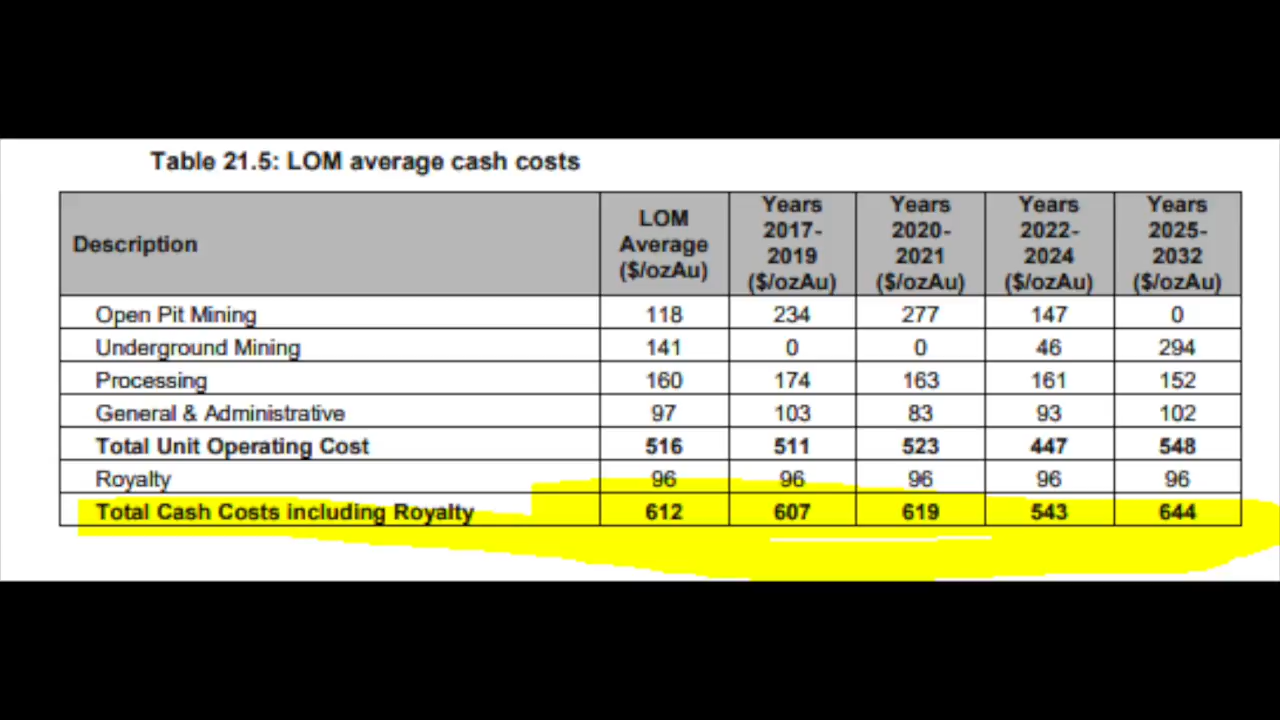 Table 21.5: LOM average cash costs
Description LOM Average ($/ozAu) Years 2017-2019 ($/ozAu) Years 2020-2021 ($/ozAu) Years 2022-2024 ($/ozAu) Years 2025-2032 ($/ozAu)
Open Pit Mining 118 234 277 147 0
Underground Mining 141 0 0 46 294
Processing 160 174 163 161 152
General & Administrative 97 103 83 93 102
Total Unit Operating Cost 516 511 523 447 548
Royalty 96 96 96 96 96
Total Cash Costs including Royalty 612 607 619 543 644